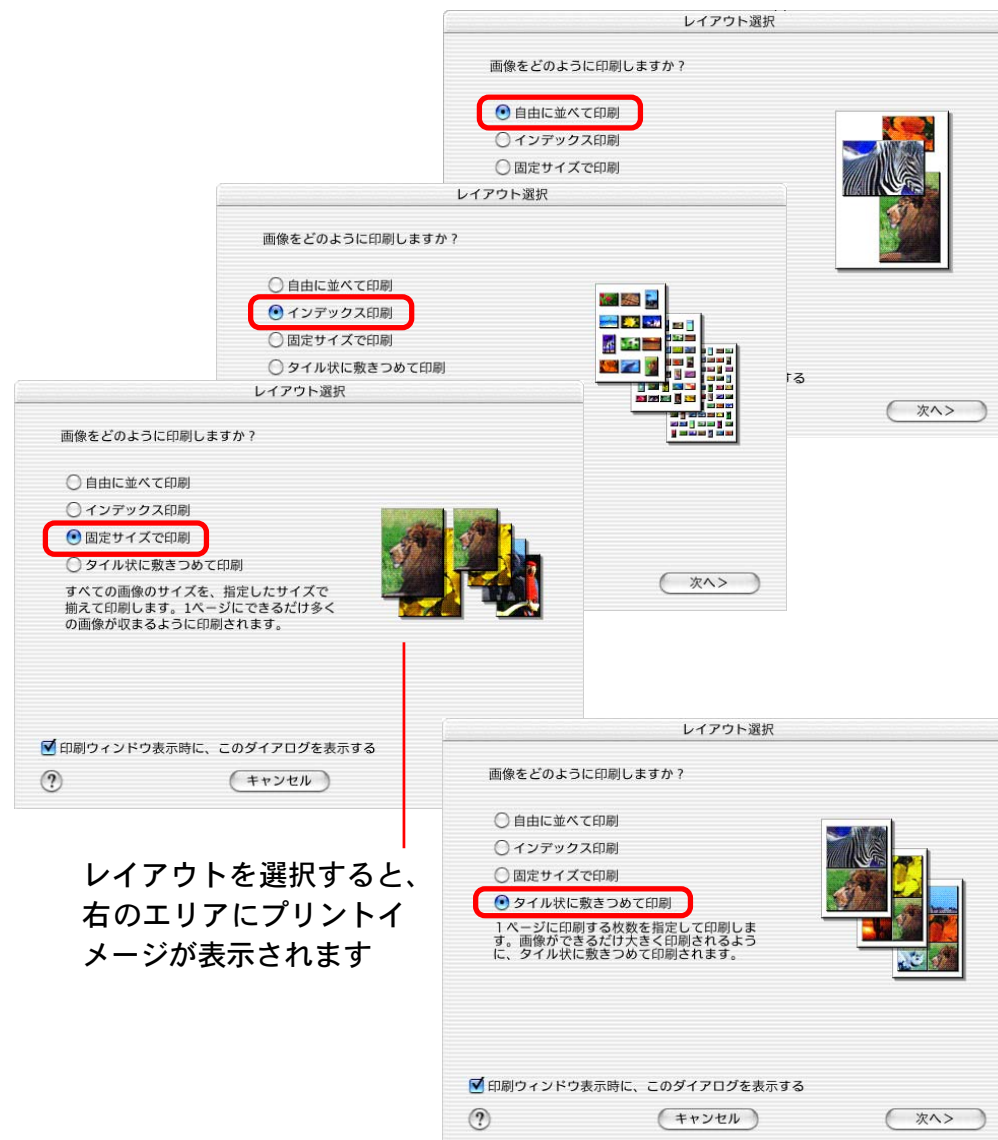 レイアウト選択
画像をどのように印刷しますか？
自由に並べて印刷
インデックス印刷
固定サイズで印刷
する
次へ＞
レイアウト選択
画像をどのように印刷しますか？
自由に並べて印刷
インデックス印刷
固定サイズで印刷
タイル状に敷きつめて印刷
次へ＞
レイアウト選択
画像をどのように印刷しますか？
自由に並べて印刷
インデックス印刷
固定サイズで印刷
タイル状に敷きつめて印刷
すべての画像のサイズを、指定したサイズで
揃えて印刷します。1ページにできるだけ多く
の画像が収まるように印刷されます。
印刷ウィンドウ表示時に、このダイアログを表示する
?
キャンセル
レイアウトを選択すると、
右のエリアにプリントイ
メージが表示されます
レイアウト選択
画像をどのように印刷しますか？
自由に並べて印刷
インデックス印刷
固定サイズで印刷
タイル状に敷きつめて印刷
１ページに印刷する枚数を指定して印刷しま
す。画像ができるだけ大きく印刷されるよう
に、タイル状に敷きつめて印刷されます。
印刷ウィンドウ表示時に、このダイアログを表示する
?
キャンセル
次へ＞